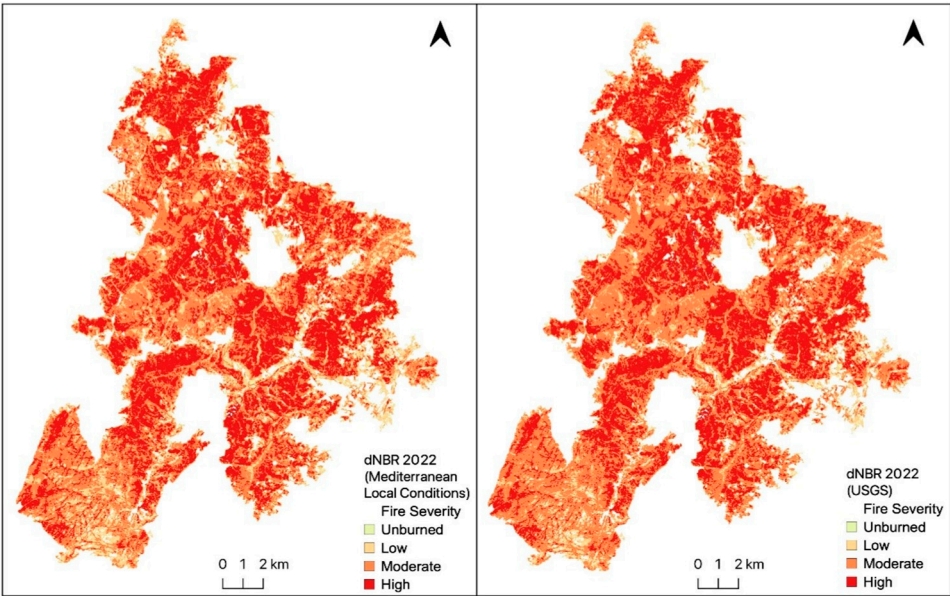 dNBR 2022
(Mediterranean
Local Conditions)
Fire Severity
Unburned
Low
Moderate
High
0 1 2 km
dNBR 2022
(USGS)
Fire Severity
Unburned
Low
Moderate
High
0 1 2 km